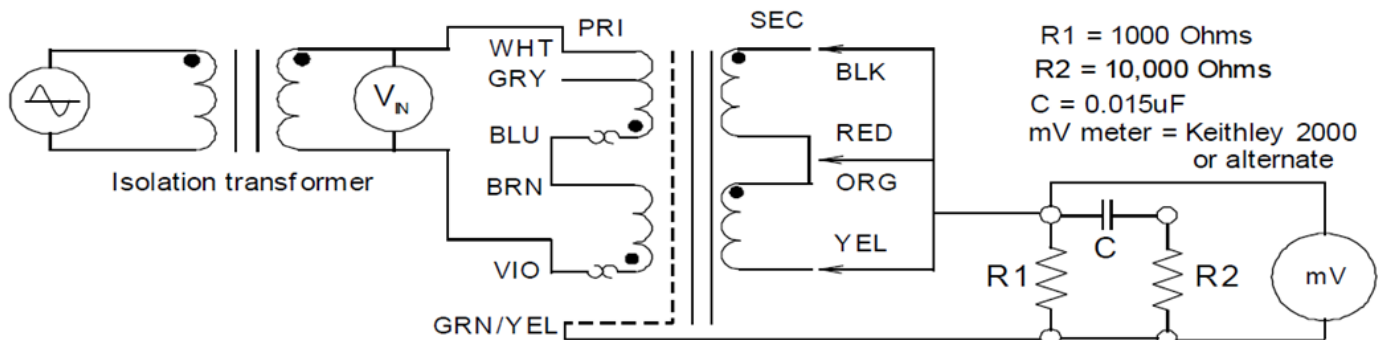 PRI
SEC
WHT
GRY
BLU
BRN
VIO
GRN/YEL
VIN
Isolation transformer
BLK
RED
ORG
YEL
R1 = 1000 Ohms
R2 = 10,000 Ohms
C = 0.015uF
mV meter = Keithley 2000
or alternate
C
R1
R2
mV